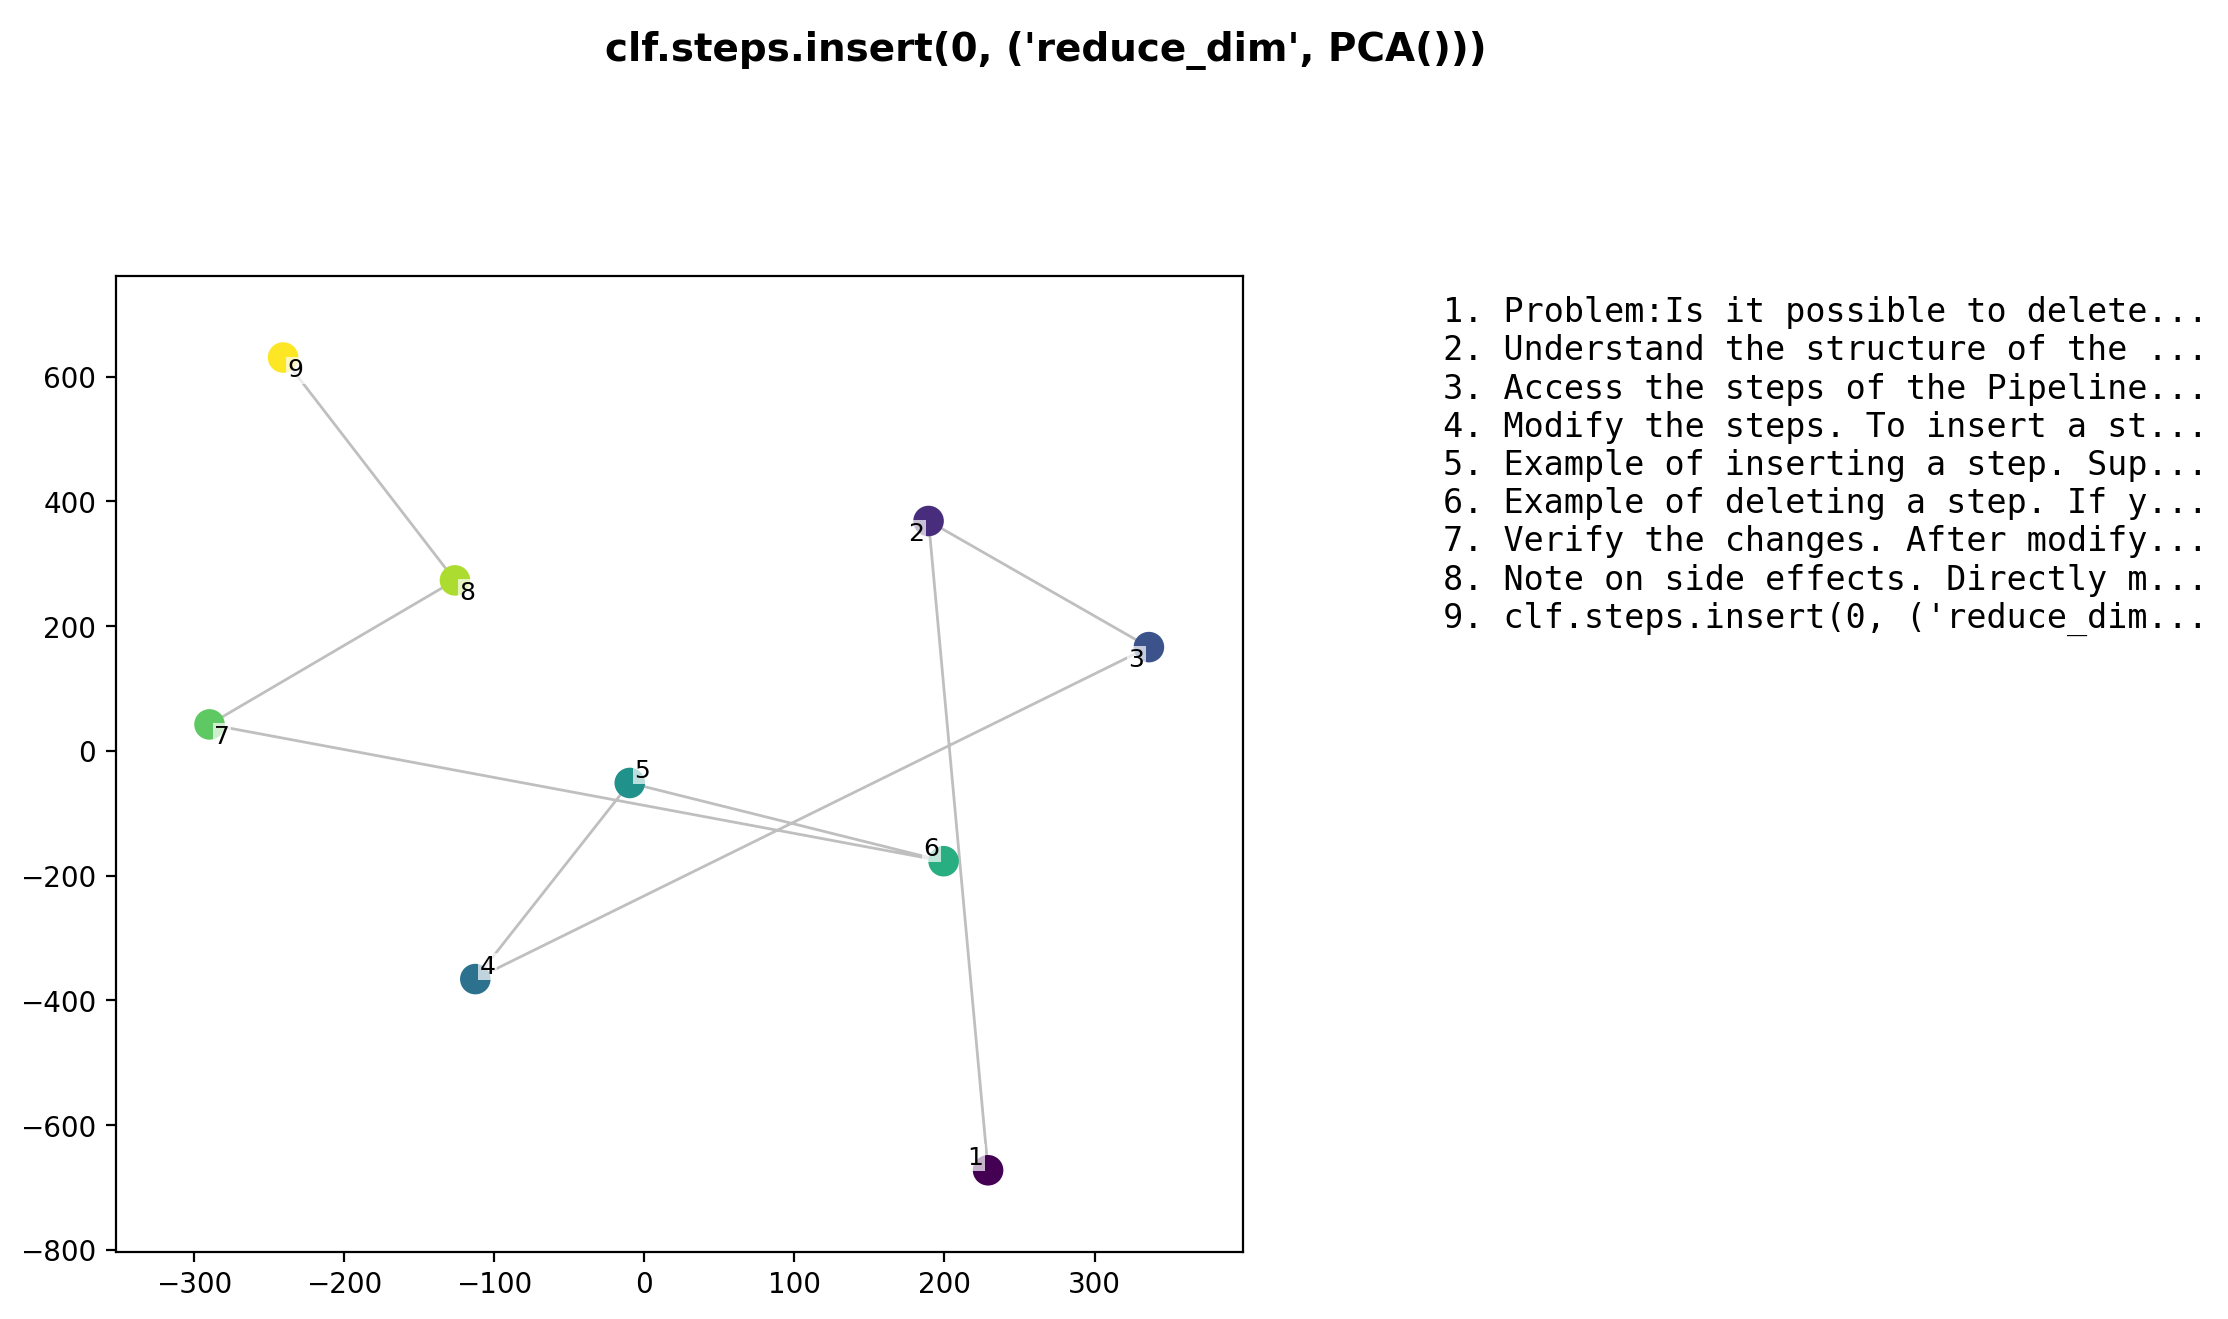 clf.steps.insert(0, ('reduce_dim', PCA()))
1. Problem:Is it possible to delete...
2. Understand the structure of the ...
3. Access the steps of the Pipeline...
4. Modify the steps. To insert a st...
5. Example of inserting a step. Sup...
6. Example of deleting a step. If y...
7. Verify the changes. After modify...
8. Note on side effects. Directly m...
9. clf.steps.insert(0, ('reduce_dim...
600
400
200
0
−200
−400
−600
−800
−300 −200 −100 0 100 200 300
9
2
8
3
7
5
6
4
1